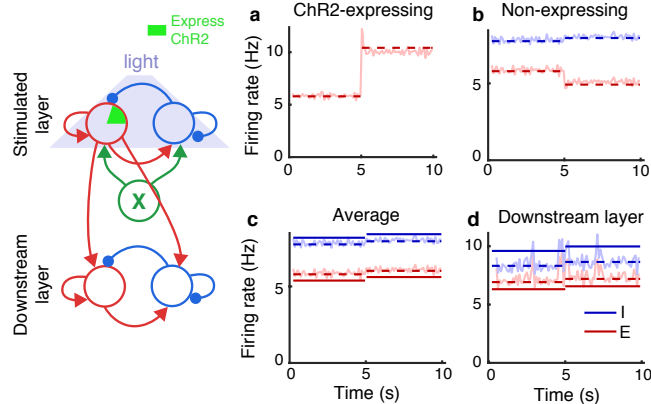 Express
ChR2
light
Stimulated
layer
X
Downstream
layer
a
ChR2-expressing
Firing rate (Hz)
10
5
0
0
5
10
b
Non-expressing
10
5
0
0
5
10
c
Average
Firing rate (Hz)
5
0
0
5
10
Time (s)
d
Downstream layer
10
5
0
I
E
0
5
10
Time (s)